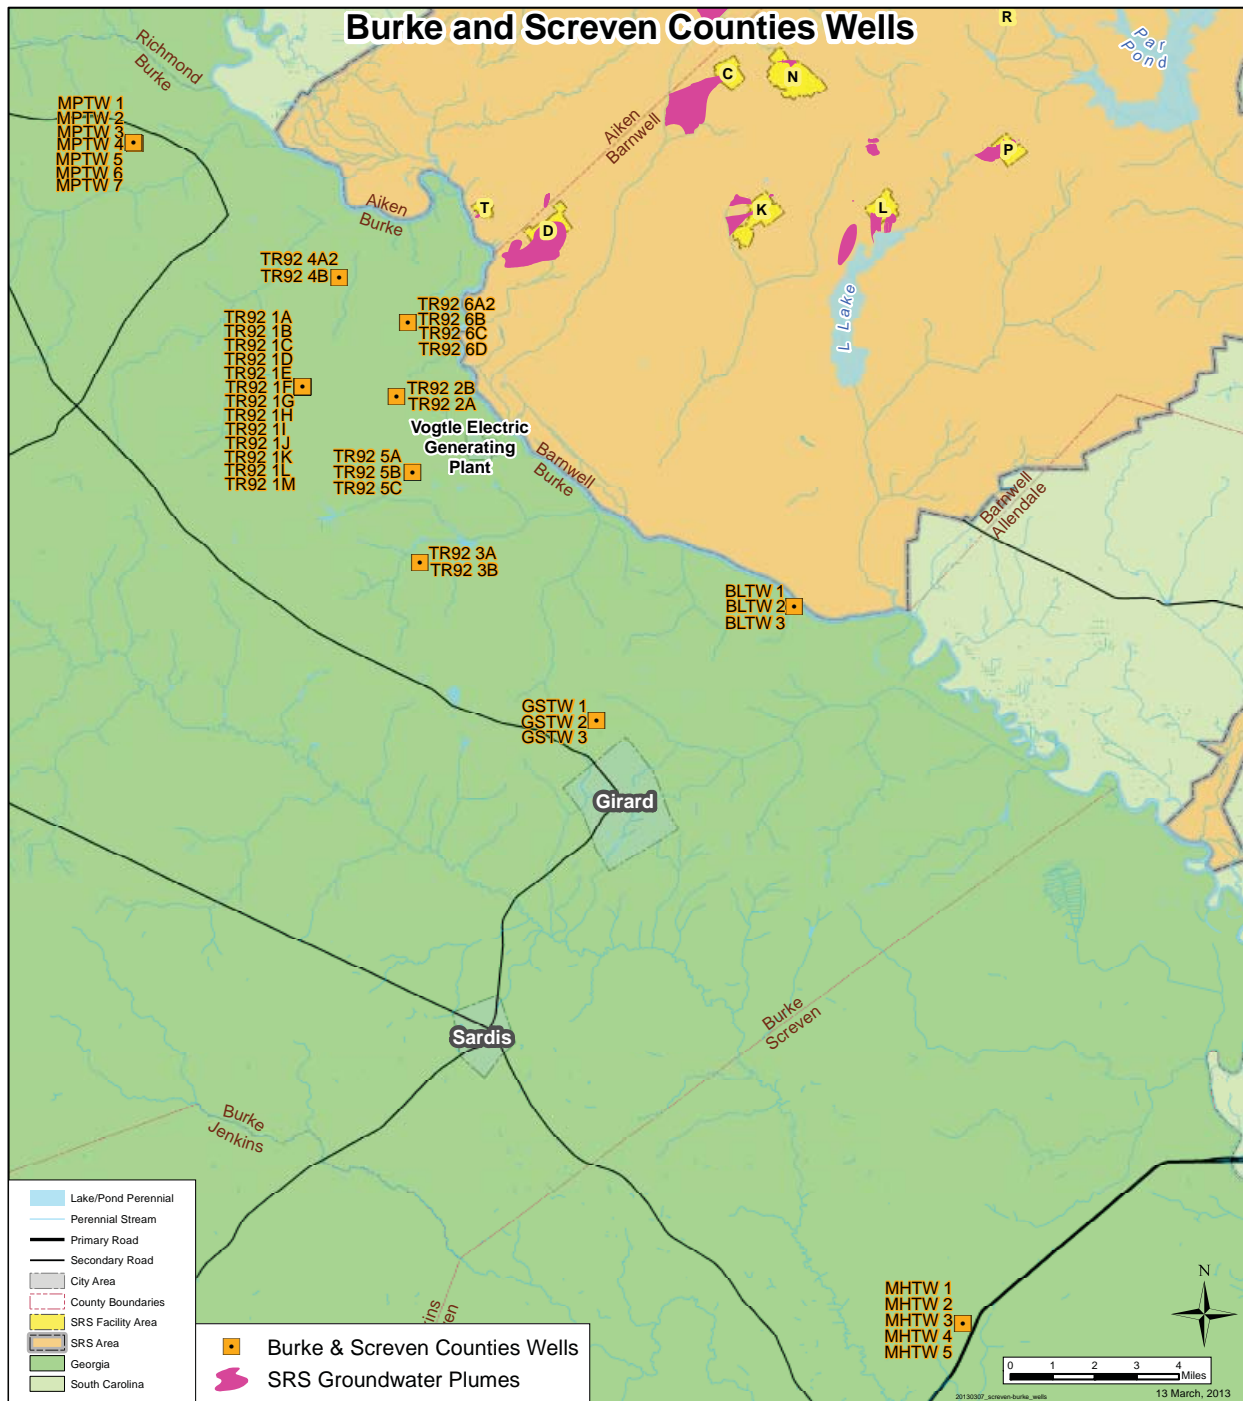 Burke and Screven Counties Wells
R
Par
Pond
Richmond
Burke
C
N
MPTW 1
MPTW 2
MPTW 3
MPTW 4
MPTW 5
MPTW 6
MPTW 7
Aiken
Barnwell
P
Aiken
Burke
T
D
K
L
TR92 4A2
TR92 4B
L Lake
TR92 6A2
TR92 6B
TR92 6C
TR92 6D
TR92 1A
TR92 1B
TR92 1C
TR92 1D
TR92 1E
TR92 1F
TR92 1G
TR92 1H
TR92 1I
TR92 1J
TR92 1K
TR92 1L
TR92 1M
TR92 2B
TR92 2A
Vogtle Electric
Generating
Plant
TR92 5A
TR92 5B
TR92 5C
Barnwell
Burke
Barnwell
Allendale
TR92 3A
TR92 3B
BLTW 1
BLTW 2
BLTW 3
GSTW 1
GSTW 2
GSTW 3
Girard
Sardis
Burke
Screven
Burke
Jenkins
Lake/Pond Perennial
Perennial Stream
Primary Road
Secondary Road
City Area
County Boundaries
SRS Facility Area
SRS Area
Georgia
South Carolina
Burke & Screven Counties Wells
SRS Groundwater Plumes
MHTW 1
MHTW 2
MHTW 3
MHTW 4
MHTW 5
N
0 1 2 3 4
Miles
20130307_screven-burke_wells
13 March, 2013